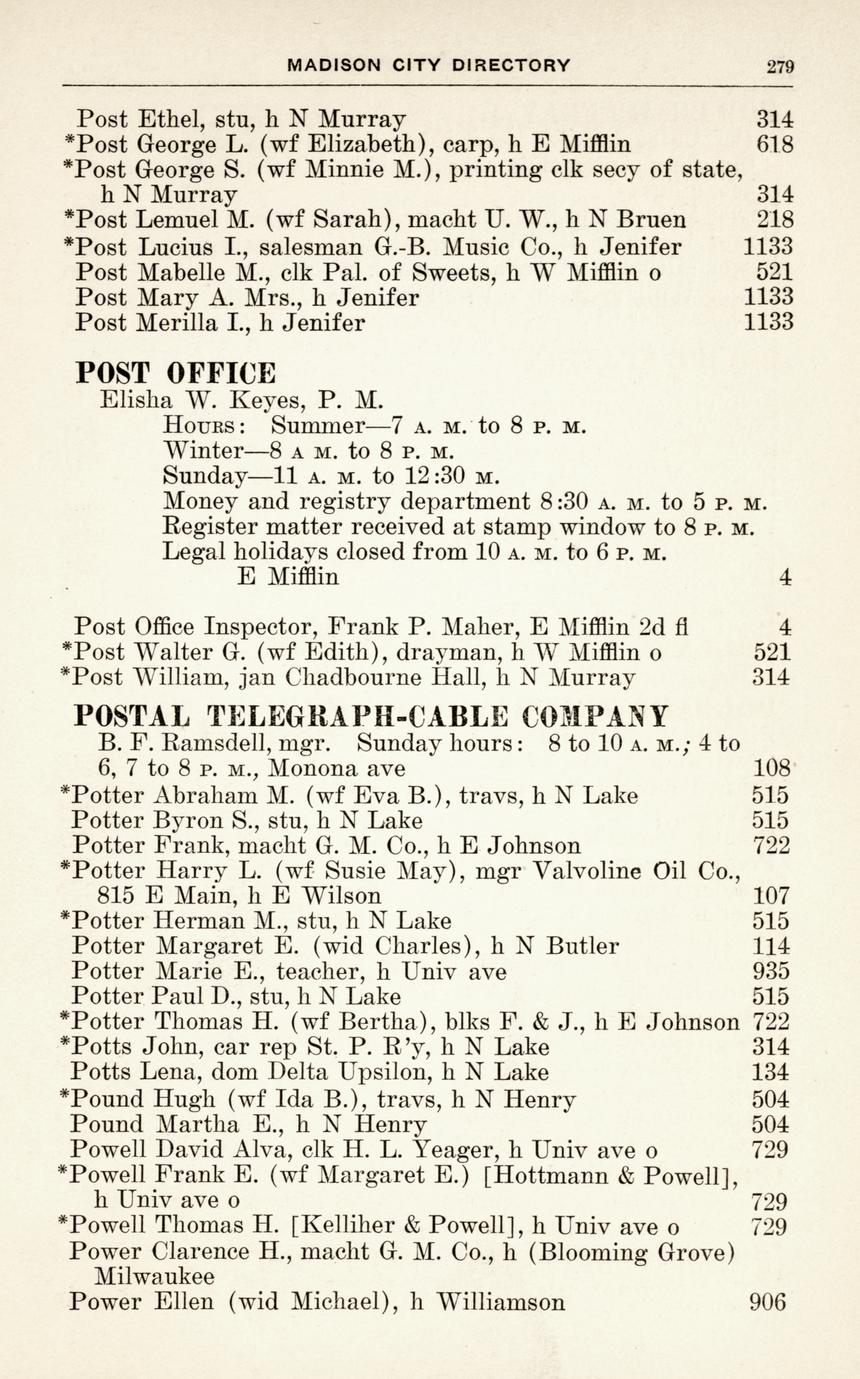 MADISON CITY DIRECTORY 279
Post Ethel, stu, h N Murray 314
*Post George L. (wf Elizabeth), carp, h E Mifflin 618
*Post George S. (wf Minnie M.), printing clk secy of state,
h N Murray 314
*Post Lemuel M. (wf Sarah), macht U. W., h N Bruen 218
*Post Lucius I., salesman G.-B. Music Co., h Jenifer 1133
Post Mabelle M., clk Pal. of Sweets, h W Mifflin o 521
Post Mary A. Mrs., h Jenifer 1133
Post Merilla I., h Jenifer 1133
POST OFFICE
Elisha W. Keyes, P. M.
HOURS: Summer—7 A. M. to 8 P. M.
Winter—8 A M. to 8 P. M.
Sunday—11 A. M. to 12:30 M.
Money and registry department 8:30 A. M. to 5 P. M.
Register matter received at stamp window to 8 P. M.
Legal holidays closed from 10 A. M. to 6 P. M.
E Mifflin 4
Post Office Inspector, Frank P. Maher, E Mifflin 2d fl 4
*Post Walter G. (wf Edith), drayman, h W Mifflin o 521
*Post William, jan Chadbourne Hall, h N Murray 314
POSTAL TELEGRAPH-CABLE COMPANY
B. F. Ramsdell, mgr. Sunday hours: 8 to 10 A. M.; 4 to
6, 7 to 8 P. M., Monona ave 108
*Potter Abraham M. (wf Eva B.), travs, h N Lake 515
Potter Byron S., stu, h N Lake 515
Potter Frank, macht G. M. Co., h E Johnson 722
*Potter Harry L. (wf Susie May), mgr Valvoline Oil Co.,
815 E Main, h E Wilson 107
*Potter Herman M., stu, h N Lake 515
Potter Margaret E. (wid Charles), h N Butler 114
Potter Marie E., teacher, h Univ ave 935
Potter Paul D., stu, h N Lake 515
*Potter Thomas H. (wf Bertha), blks F. & J., h E Johnson 722
*Potts John, car rep St. P. R'y, h N Lake 314
Potts Lena, dom Delta Upsilon, h N Lake 134
*Pound Hugh (wf Ida B.), travs, h N Henry 504
Pound Martha E., h N Henry 504
Powell David Alva, clk H. L. Yeager, h Univ ave o 729
*Powell Frank E. (wf Margaret E.) [Hottmann & Powell],
h Univ ave o 729
*Powell Thomas H. [Kelliher & Powell], h Univ ave o 729
Power Clarence H., macht G. M. Co., h (Blooming Grove)
Milwaukee
Power Ellen (wid Michael), h Williamson 906